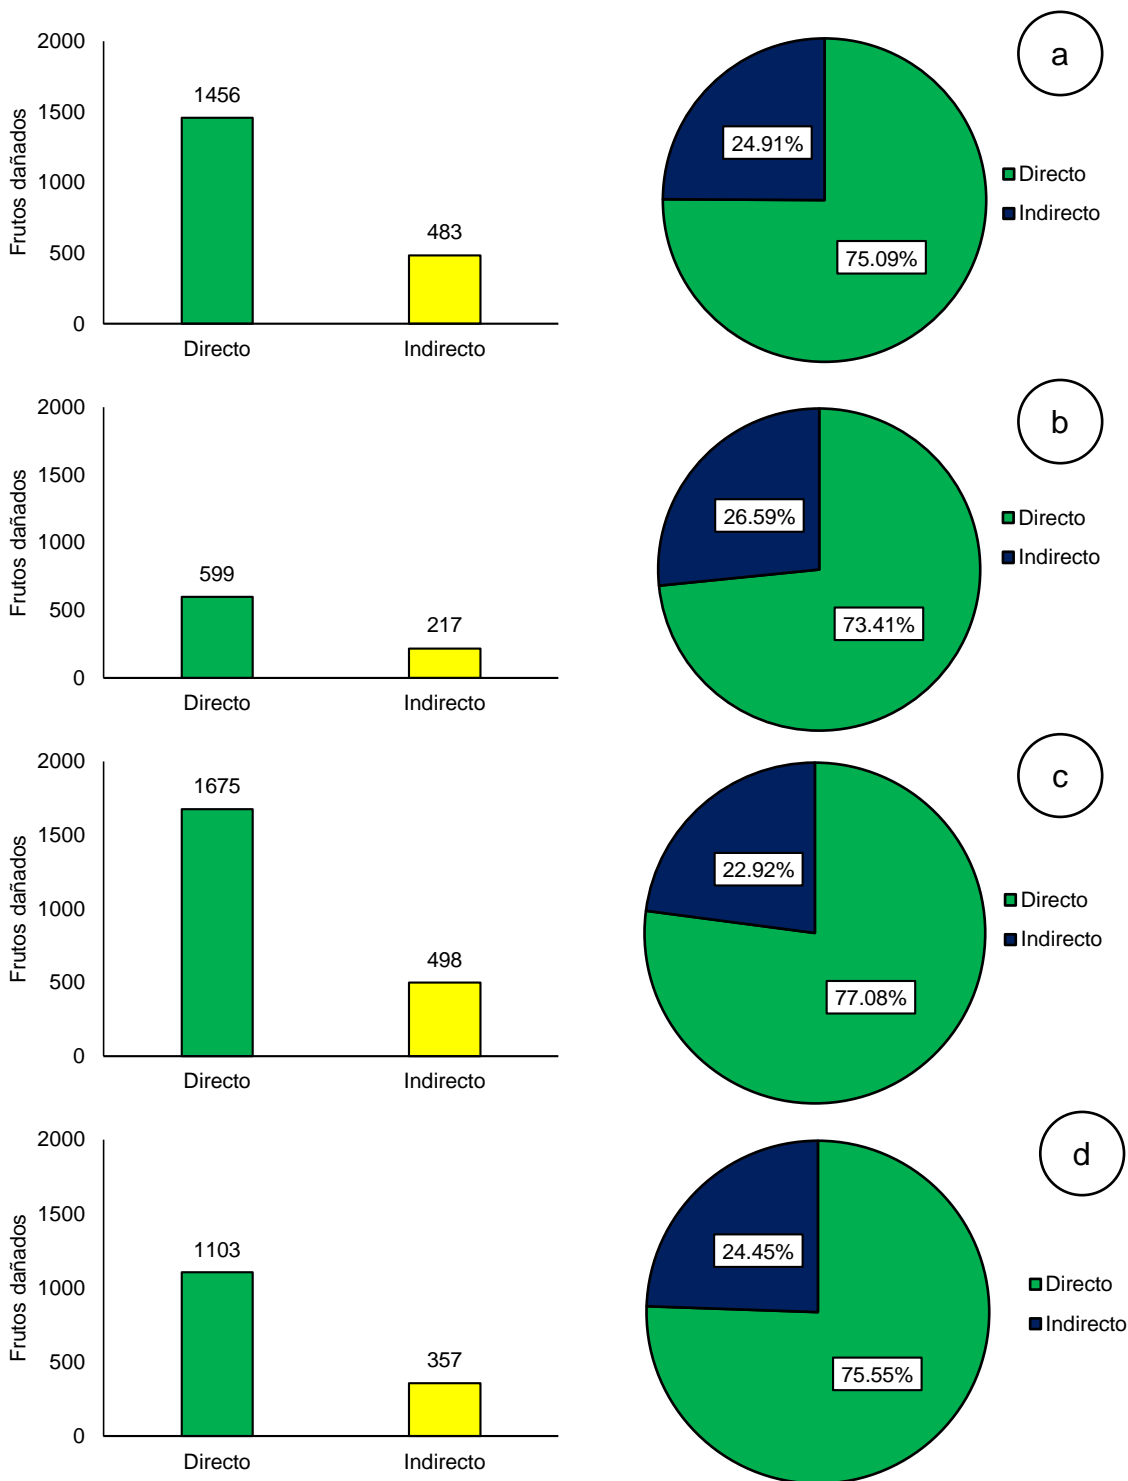 a
2000
1500
1000
500
0
Frutos dañados
1456
483
Directo
Indirecto
24.91%
75.09%
Directo
Indirecto
b
2000
1500
1000
500
0
Frutos dañados
599
217
Directo
Indirecto
26.59%
73.41%
Directo
Indirecto
c
2000
1500
1000
500
0
Frutos dañados
1675
498
Directo
Indirecto
22.92%
77.08%
Directo
Indirecto
d
2000
1500
1000
500
0
Frutos dañados
1103
357
Directo
Indirecto
24.45%
75.55%
Directo
Indirecto